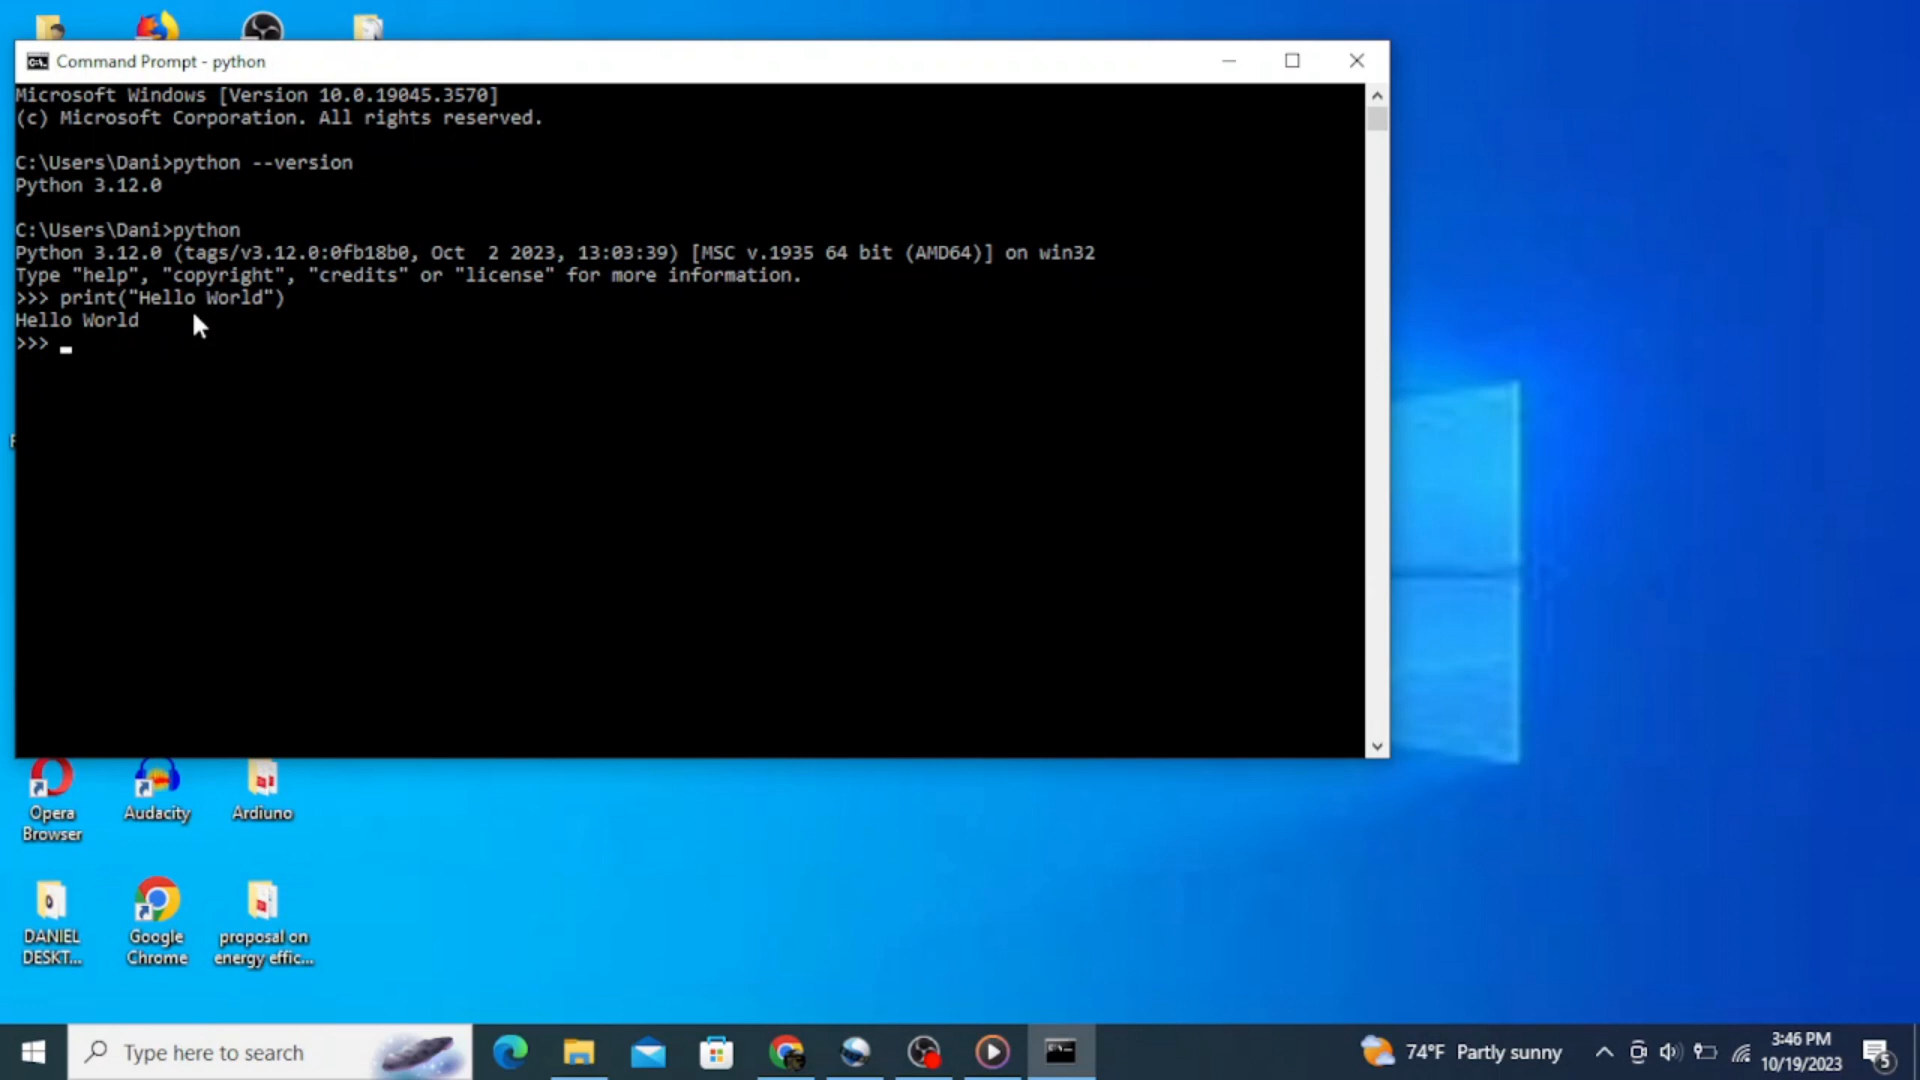 Command Prompt - python
Microsoft Windows [Version 10.0.19045.3570]
(c) Microsoft Corporation. All rights reserved.
C:\Users\Dani>python --version
Python 3.12.0
C:\Users\Dani>python
Python 3.12.0 (tags/v3.12.0:0fb18b0, Oct  2 2023, 13:03:39) [MSC v.1935 64 bit (AMD64)] on win32
Type "help", "copyright", "credits" or "license" for more information.
>>> print("Hello World")
Hello World
>>>
Opera
Browser
Audacity
Ardiuno
DANIEL
DESKT...
Google
Chrome
proposal on
energy effic...
Type here to search
74°F Partly sunny
3:46 PM
10/19/2023
5